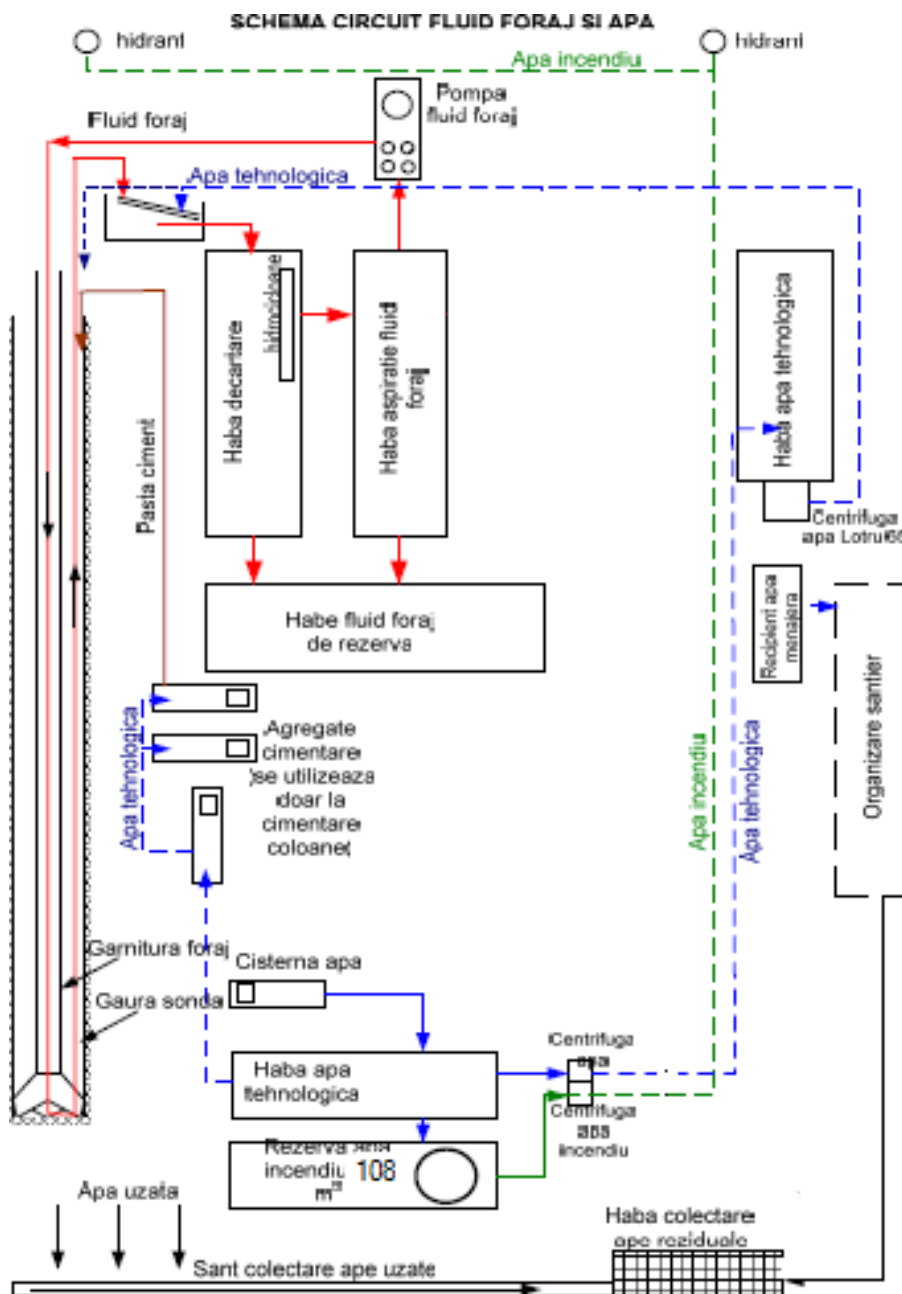 SCHEMA CIRCUIT FLUID FORAJ SI APA
hidrant
hidrant
Apa incendiu
Pompa
fluid foraj
Fluid foraj
Apa tehnologica
Haba decantare
hidrocicloane
Haba aspiratie fluid
foraj
Haba apa tehnologica
Pasta ciment
Centrifuga
apa Lotru65
Habe fluid foraj
de rezerva
Recipient apa
menajera
Organizare santier
Apa tehnologica
Agregate
cimentare
se utilizeaza
doar la
cimentare
coloane
Apa incendiu
Apa tehnologica
Garnitura foraj
Gaura sonda
Cisterna apa
Haba apa
tehnologica
Centrifuga
apa
Centrifuga
apa
incendiu
Rezerva apa
incendiu 108
Apa uzata
Haba colectare
ape reziduale
Sant colectare ape uzate